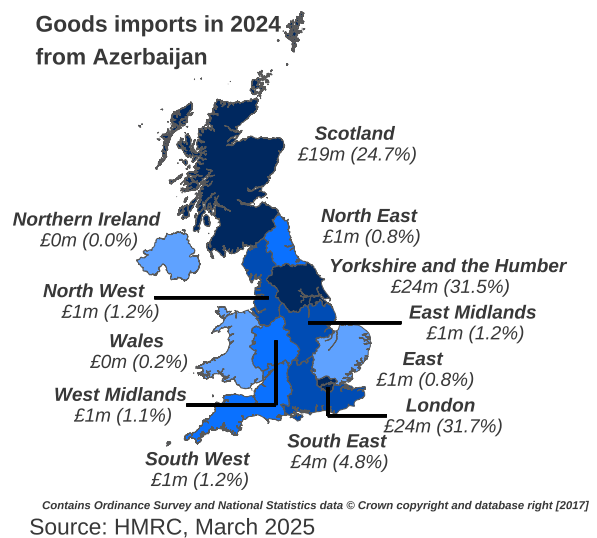 Goods imports in 2024
from Azerbaijan
Scotland
£19m (24.7%)
Northern Ireland
£0m (0.0%)
North East
£1m (0.8%)
Yorkshire and the Humber
£24m (31.5%)
North West
£1m (1.2%)
East Midlands
£1m (1.2%)
Wales
£0m (0.2%)
East
£1m (0.8%)
West Midlands
£1m (1.1%)
London
£24m (31.7%)
South East
£4m (4.8%)
South West
£1m (1.2%)
Contains Ordinance Survey and National Statistics data © Crown copyright and database right [2017]
Source: HMRC, March 2025